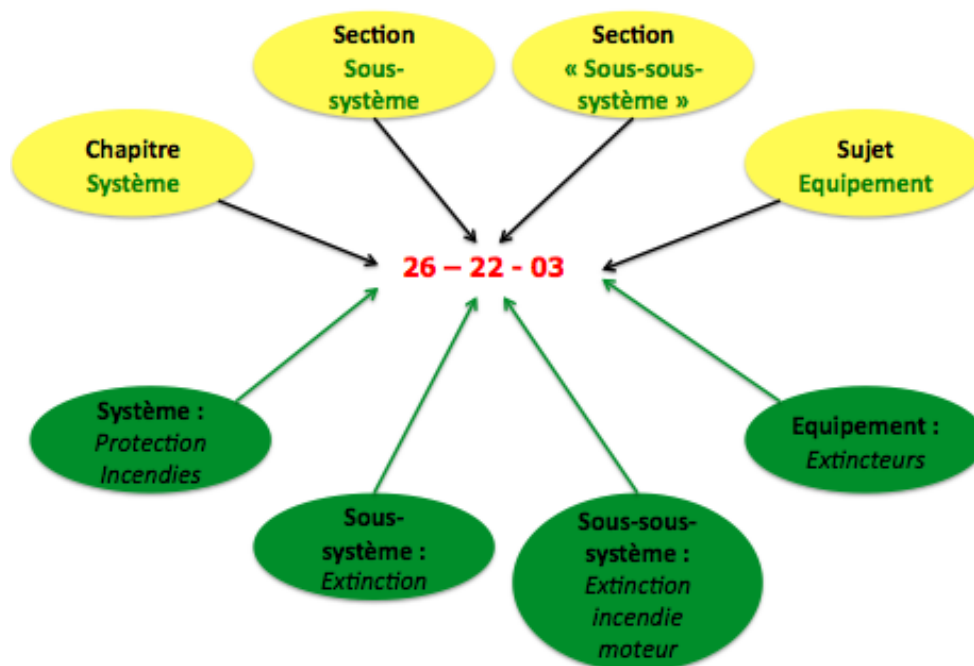 Section
Sous-
système
Section
« Sous-sous-
système »
Chapitre
Système
Sujet
Equipement
26 – 22 - 03
Système :
Protection
Incendies
Equipement :
Extincteurs
Sous-
système :
Extinction
Sous-sous-
système :
Extinction
incendie
moteur